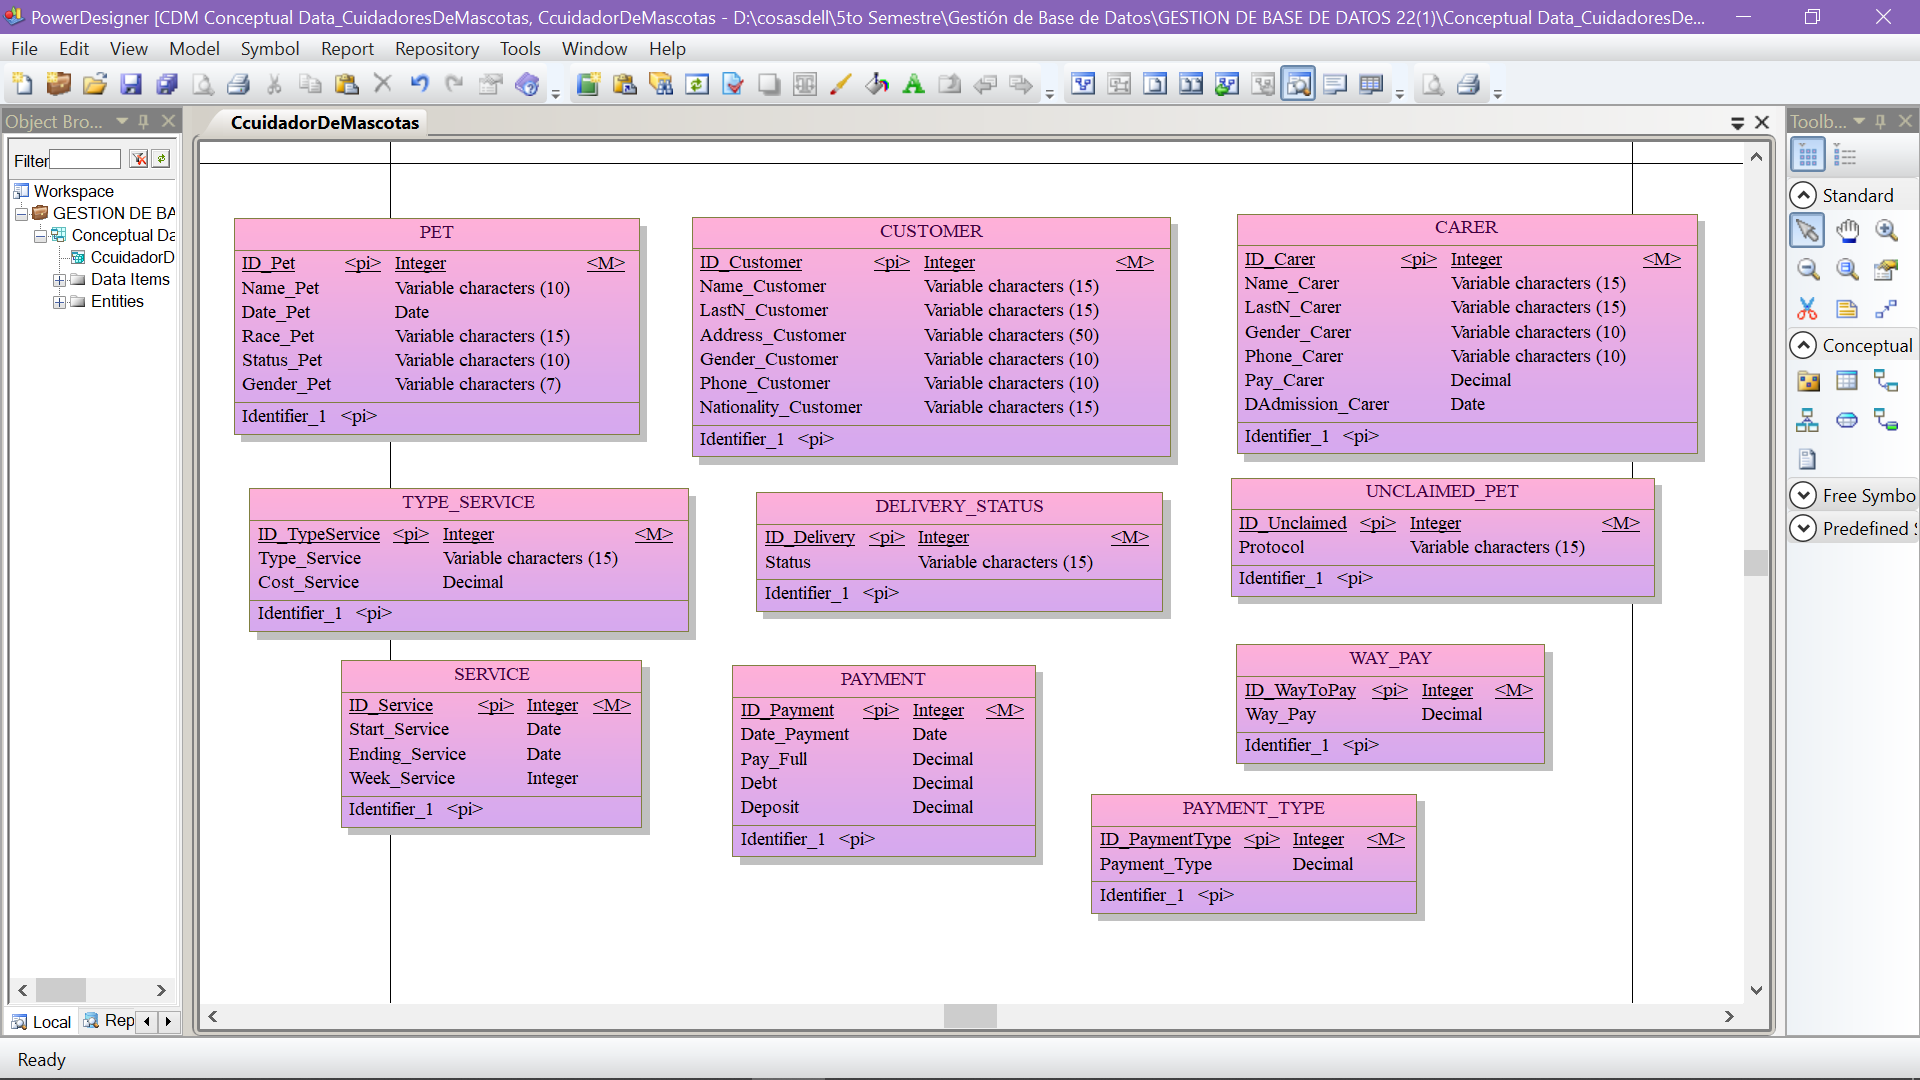 PowerDesigner [CDM Conceptual Data_CuidadoresDeMascotas, CcuidadorDeMascotas - D:\cosasdell\5to Semestre\Gestión de Base de Datos\GESTION DE BASE DE DATOS 22(1)\Conceptual Data_CuidadoresDe...
File Edit View Model Symbol Report Repository Tools Window Help
Object Bro...
CcuidadorDeMascotas
Toolb...
Filter
Workspace
GESTION DE BA
Conceptual Da
CcuidadorD
Data Items
Entities
Local
Rep
PET
ID_Pet <pi> Integer <M>
Name_Pet Variable characters (10)
Date_Pet Date
Race_Pet Variable characters (15)
Status_Pet Variable characters (10)
Gender_Pet Variable characters (7)
Identifier_1 <pi>
CUSTOMER
ID_Customer <pi> Integer <M>
Name_Customer Variable characters (15)
LastN_Customer Variable characters (15)
Address_Customer Variable characters (50)
Gender_Customer Variable characters (10)
Phone_Customer Variable characters (10)
Nationality_Customer Variable characters (15)
Identifier_1 <pi>
CARER
ID_Carer <pi> Integer <M>
Name_Carer Variable characters (15)
LastN_Carer Variable characters (15)
Gender_Carer Variable characters (10)
Phone_Carer Variable characters (10)
Pay_Carer Decimal
DAdmission_Carer Date
Identifier_1 <pi>
TYPE_SERVICE
ID_TypeService <pi> Integer <M>
Type_Service Variable characters (15)
Cost_Service Decimal
Identifier_1 <pi>
DELIVERY_STATUS
ID_Delivery <pi> Integer <M>
Status Variable characters (15)
Identifier_1 <pi>
UNCLAIMED_PET
ID_Unclaimed <pi> Integer <M>
Protocol Variable characters (15)
Identifier_1 <pi>
SERVICE
ID_Service <pi> Integer <M>
Start_Service Date
Ending_Service Date
Week_Service Integer
Identifier_1 <pi>
PAYMENT
ID_Payment <pi> Integer <M>
Date_Payment Date
Pay_Full Decimal
Debt Decimal
Deposit Decimal
Identifier_1 <pi>
WAY_PAY
ID_WayToPay <pi> Integer <M>
Way_Pay Decimal
Identifier_1 <pi>
PAYMENT_TYPE
ID_PaymentType <pi> Integer <M>
Payment_Type Decimal
Identifier_1 <pi>
Standard
Conceptual
Free Symbo
Predefined S
Ready